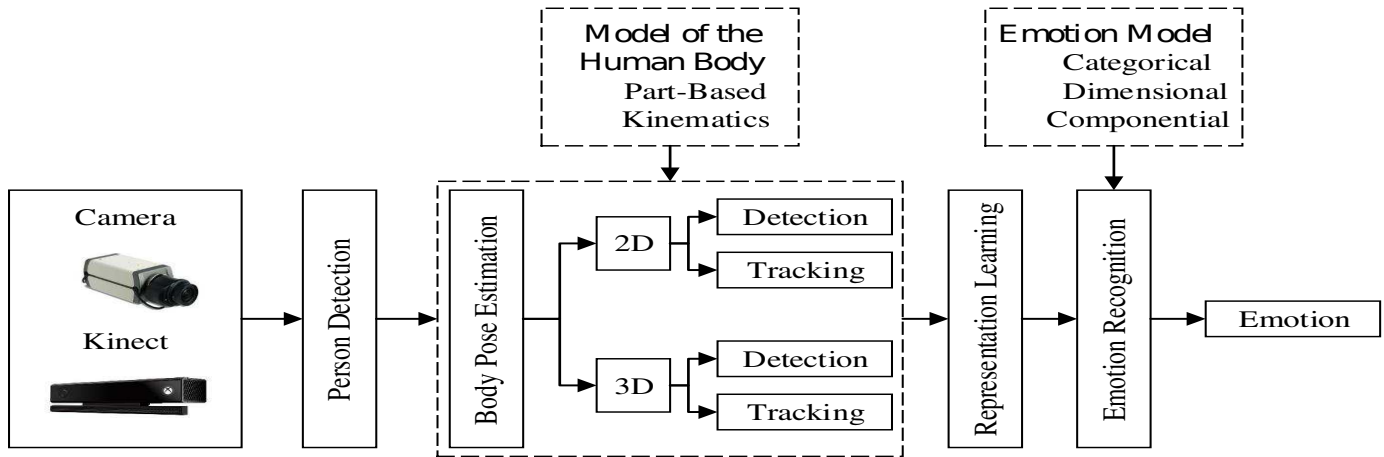 Model of the
Human Body
Part-Based
Kinematics
Emotion Model
Categorical
Dimensional
Componential
Camera
Kinect
Person Detection
Body Pose Estimation
2D
Detection
Tracking
3D
Detection
Tracking
Representation Learning
Emotion Recognition
Emotion